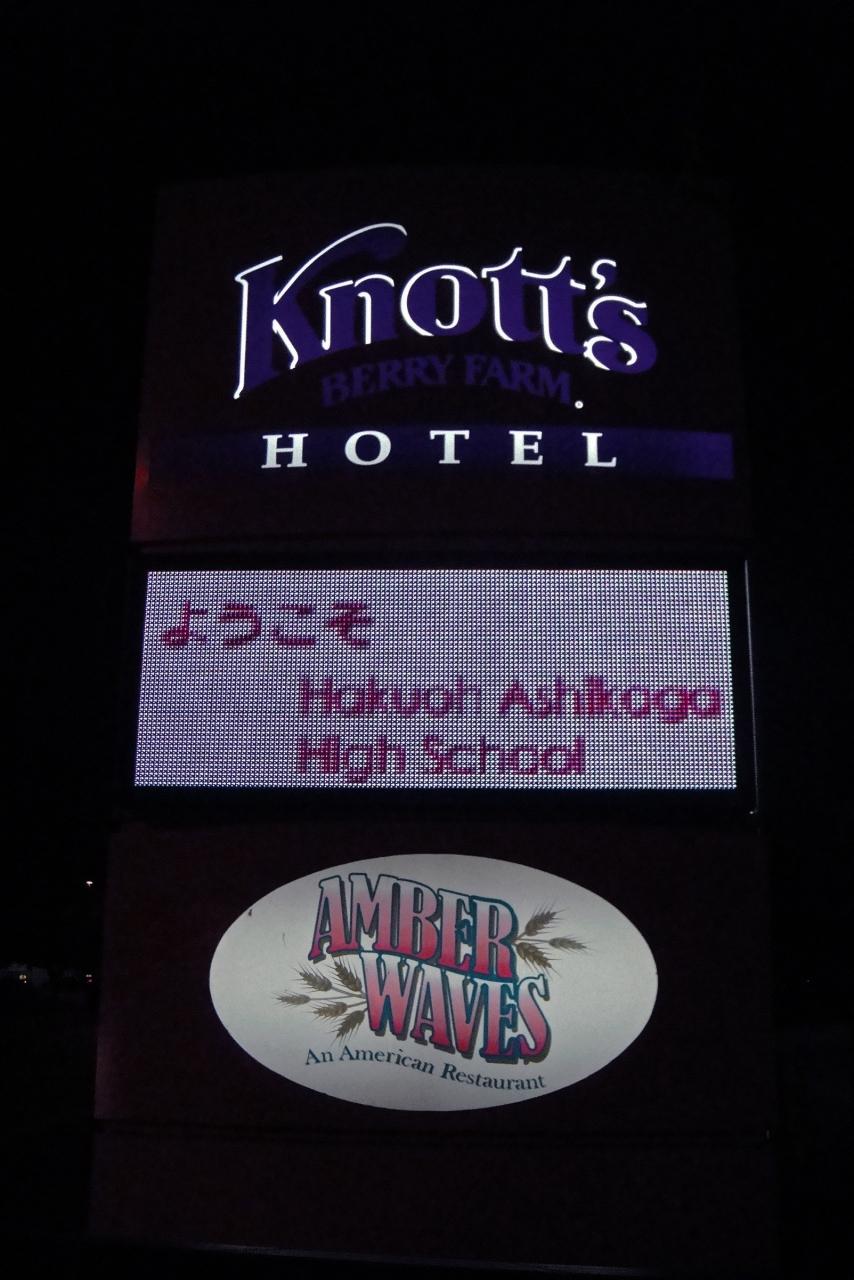 Knott's
BERRY FARM
HOTEL
ようこそ
Hakuoh Ashikaga
High School
AMBER
WAVES
An American Restaurant